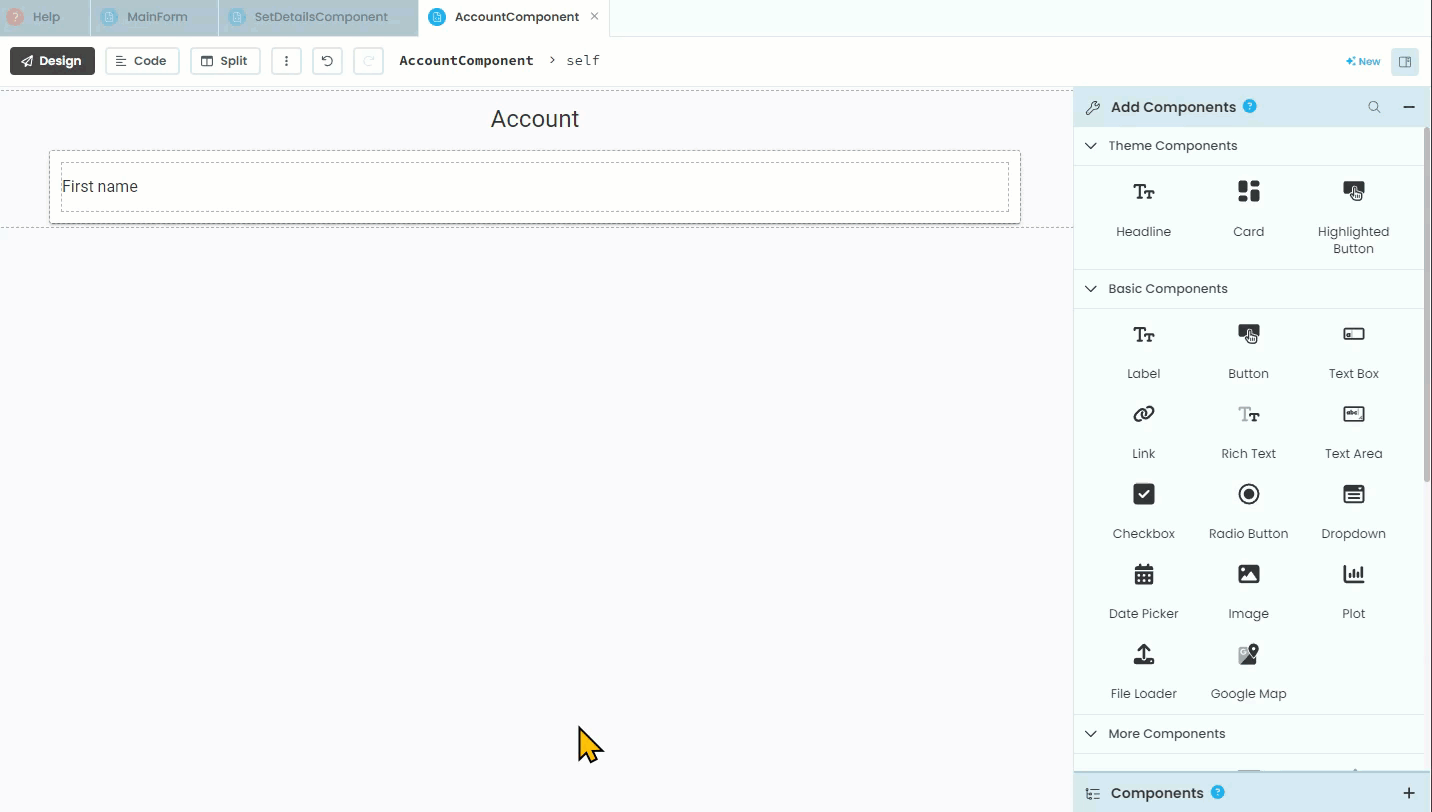 Help MainForm SetDetailsComponent AccountComponent
Design Code Split AccountComponent > self New
Add Components ?
Account
Theme Components
First name
Headline Card Highlighted
Button
Basic Components
Label Button Text Box
Link Rich Text Text Area
Checkbox Radio Button Dropdown
Date Picker Image Plot
File Loader Google Map
More Components
Components ?